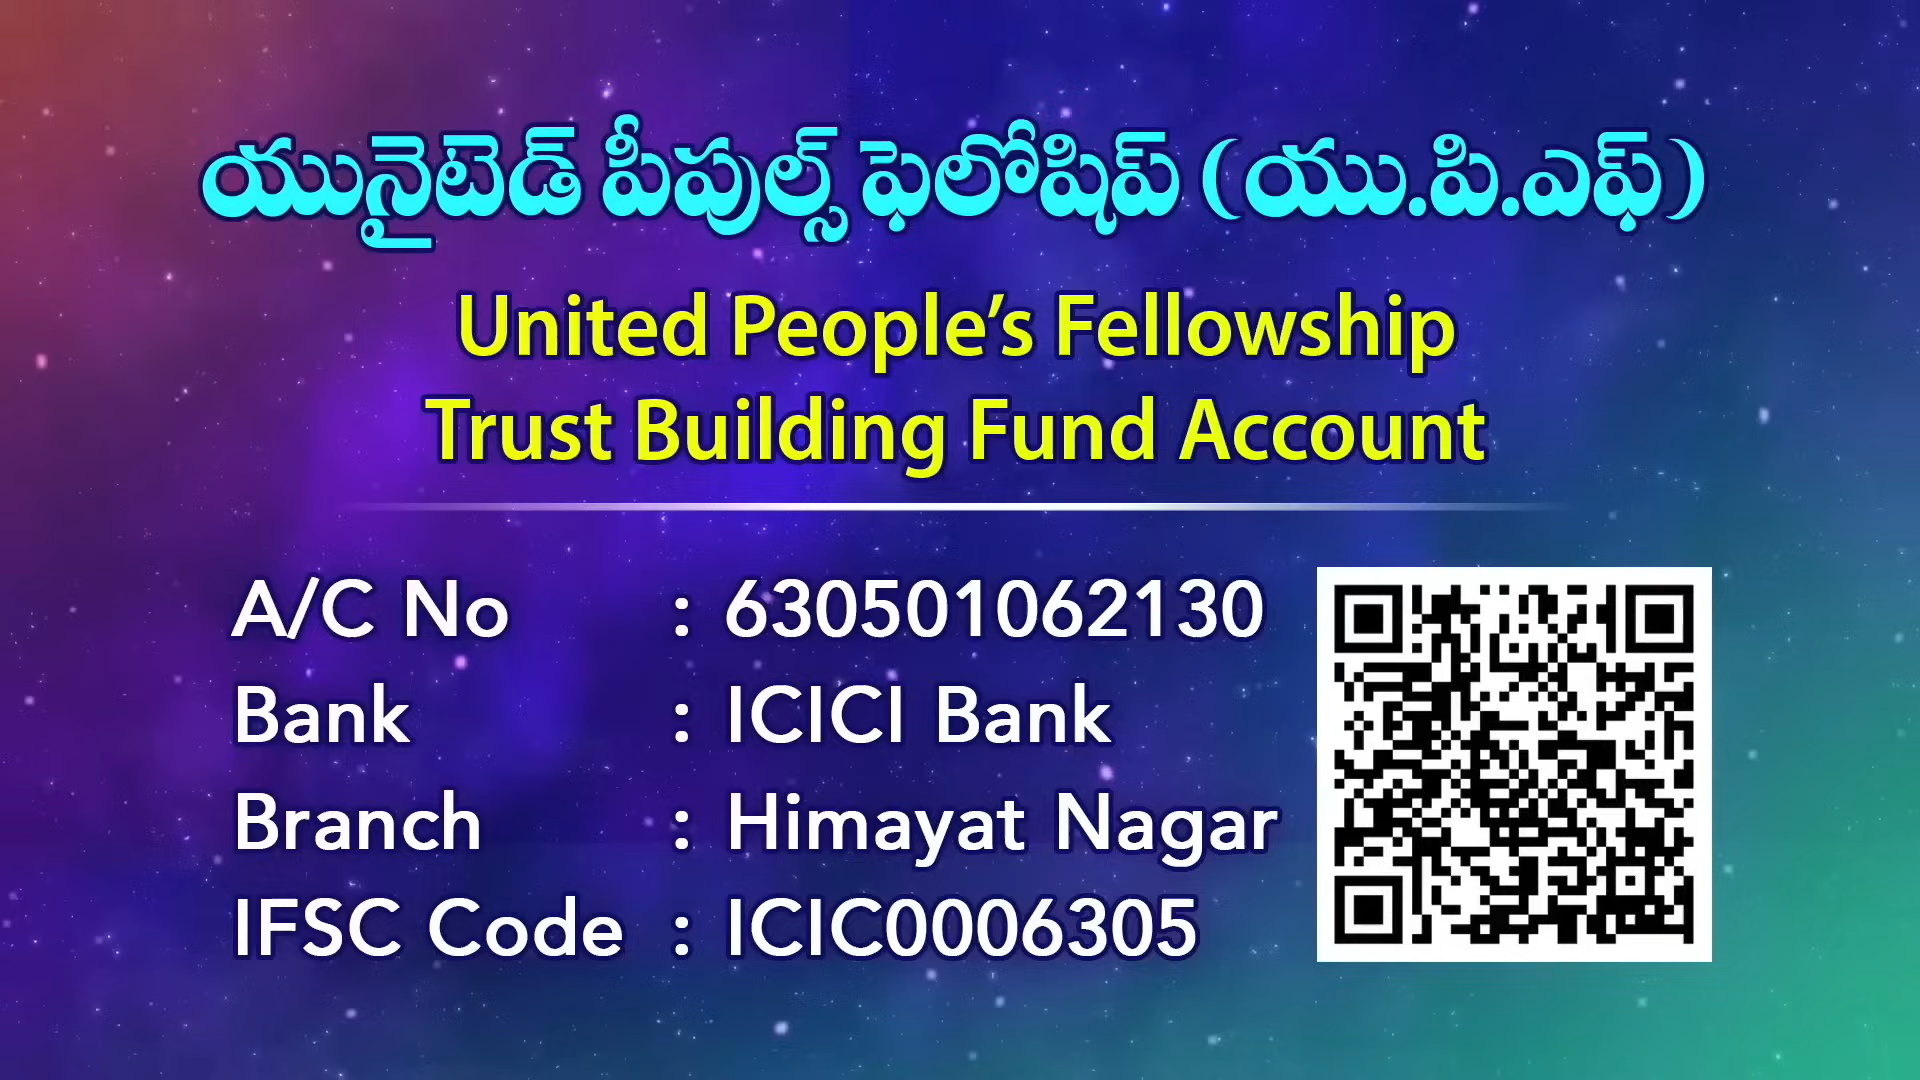 యునైటెడ్ పీపుల్స్ ఫెలోషిప్ (యు.పి.ఎఫ్)
United People’s Fellowship
Trust Building Fund Account
A/C No : 630501062130
Bank : ICICI Bank
Branch : Himayat Nagar
IFSC Code : ICIC0006305